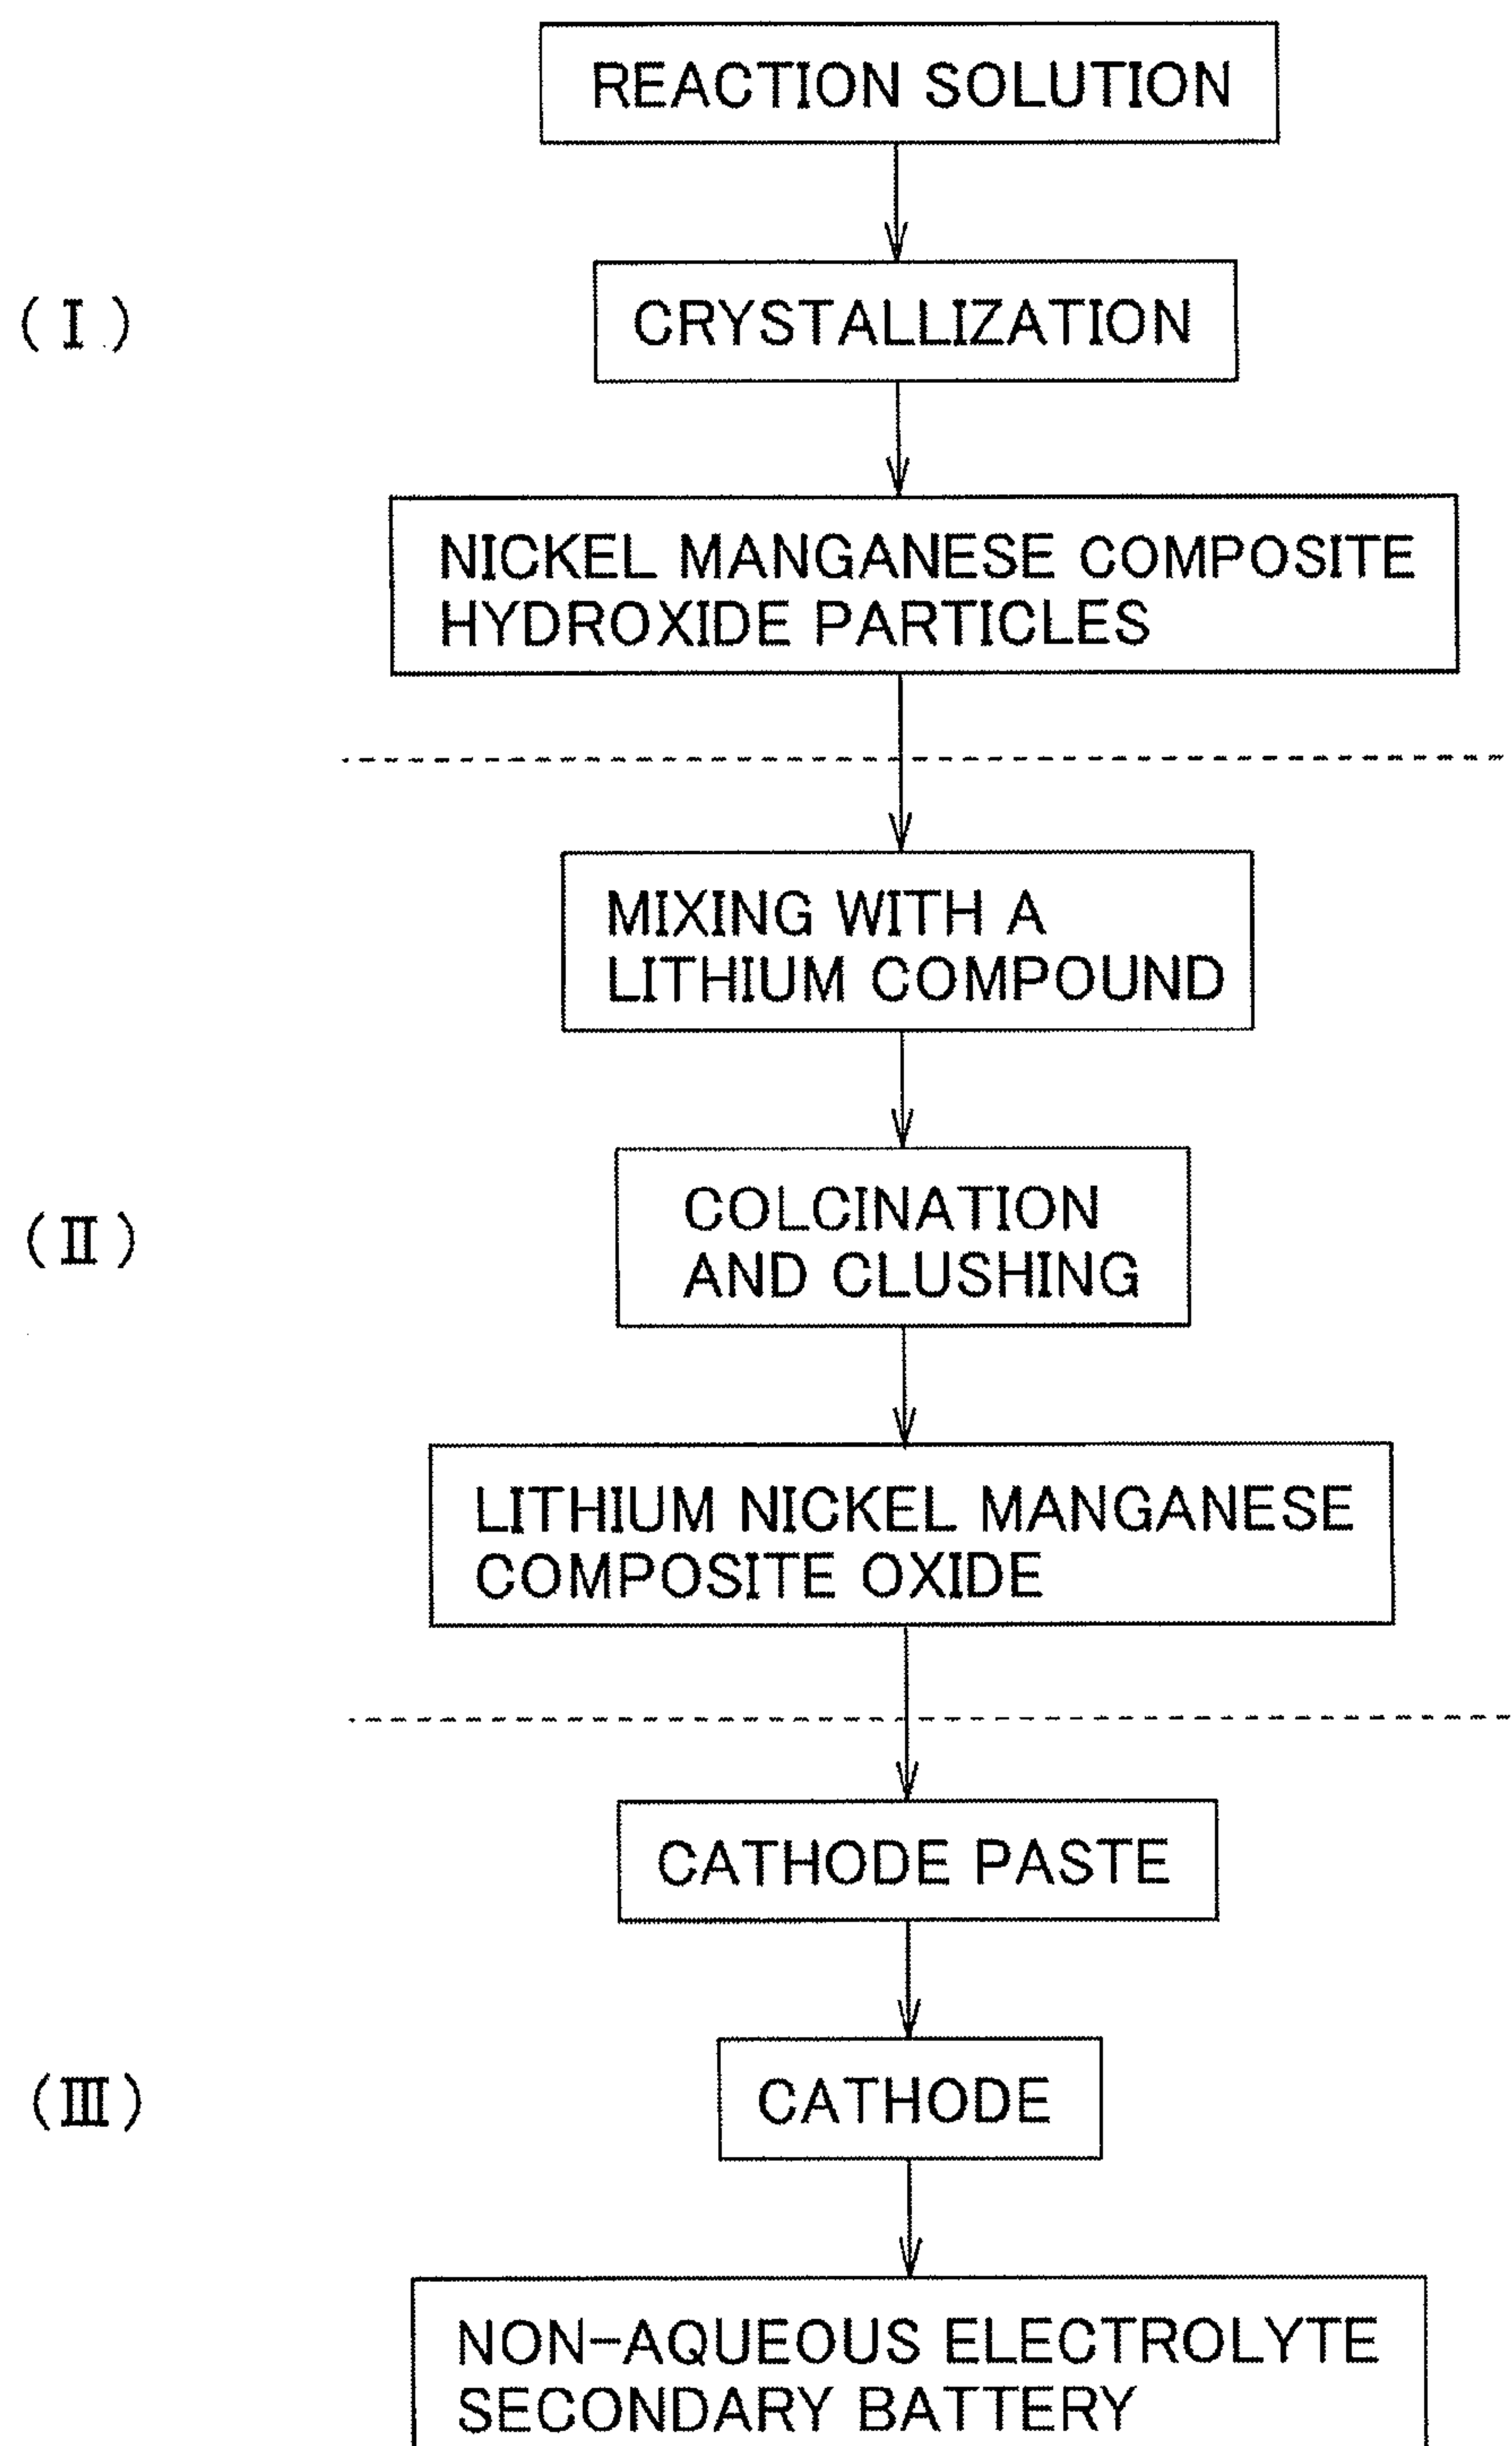 REACTION SOLUTION
(I)
CRYSTALLIZATION
NICKEL MANGANESE COMPOSITE
HYDROXIDE PARTICLES
MIXING WITH A
LITHIUM COMPOUND
(II)
COLCINATION
AND CLUSHING
LITHIUM NICKEL MANGANESE
COMPOSITE OXIDE
CATHODE PASTE
(III)
CATHODE
NON-AQUEOUS ELECTROLYTE
SECONDARY BATTERY